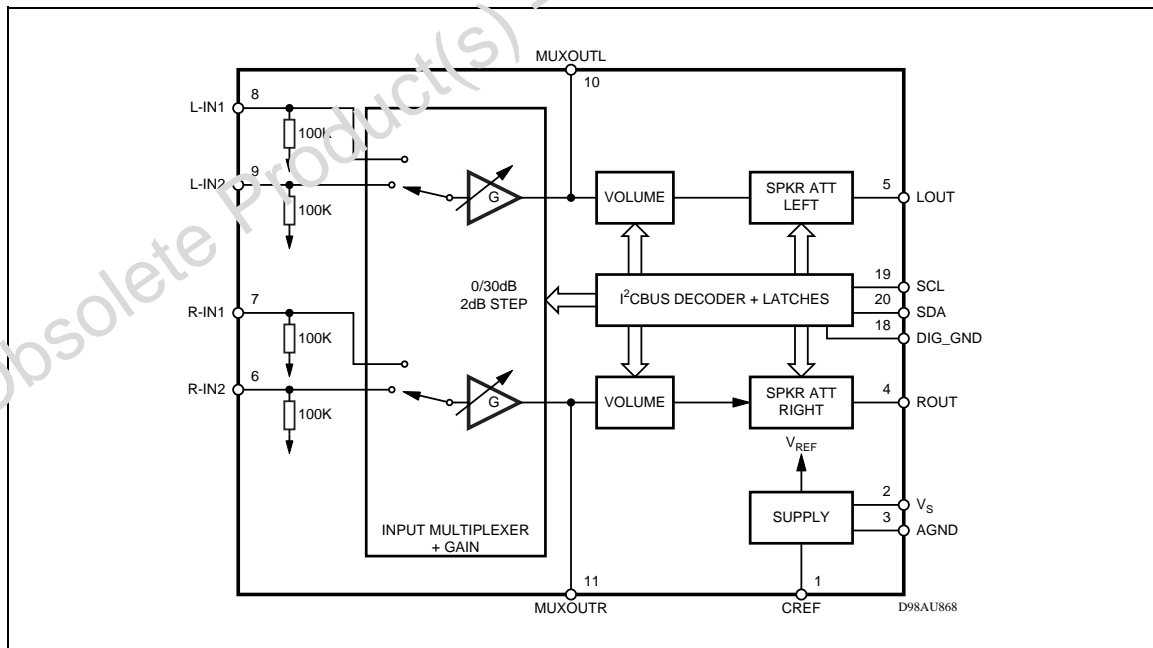 Obsolete Product(s)
MUXOUTL
10
L-IN1
8
100K
L-IN2
9
100K
G
VOLUME
SPKR ATT
LEFT
5
LOUT
0/30dB
2dB STEP
I²CBUS DECODER + LATCHES
19
SCL
20
SDA
18
DIG_GND
R-IN1
7
100K
R-IN2
6
100K
G
VOLUME
SPKR ATT
RIGHT
4
ROUT
VREF
SUPPLY
2
VS
3
AGND
INPUT MULTIPLEXER
+ GAIN
11
MUXOUTR
1
CREF
D98AU868